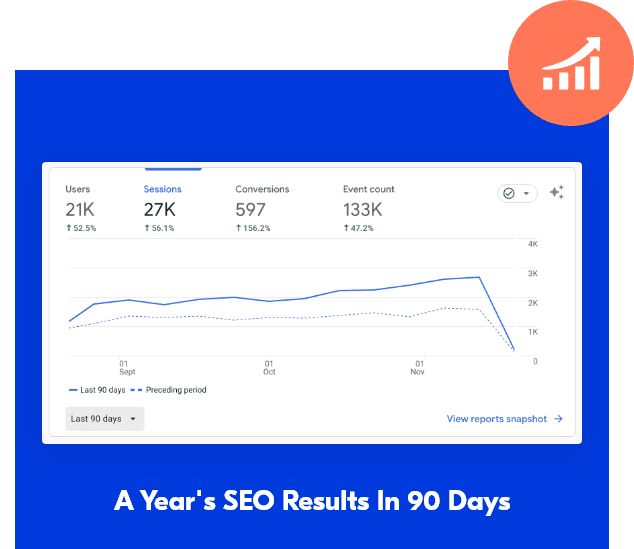 Users Sessions Conversions Event count
21K 27K 597 133K
↑ 52.5% ↑ 56.1% ↑ 156.2% ↑ 47.2%
4K
3K
2K
1K
0
01 01 01
Sept Oct Nov
Last 90 days Preceding period
Last 90 days View reports snapshot →
A Year's SEO Results In 90 Days